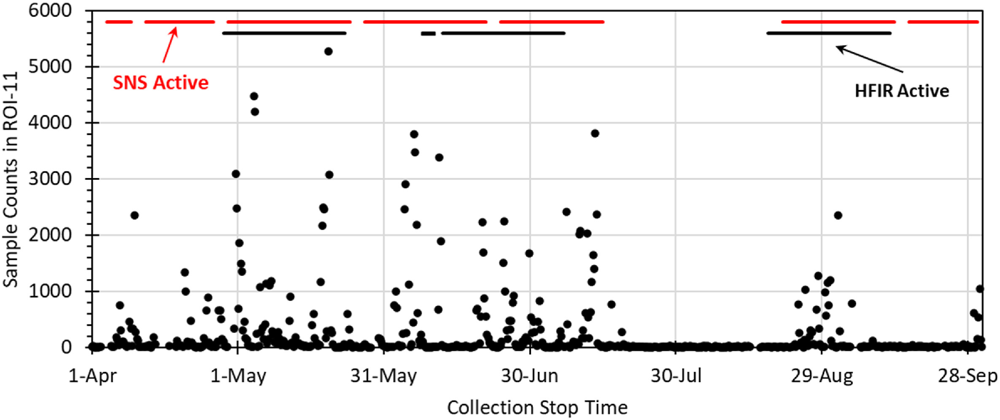 6000
5000
4000
3000
2000
1000
0
Sample Counts in ROI-11
SNS Active
HFIR Active
1-Apr 1-May 31-May 30-Jun 30-Jul 29-Aug 28-Sep
Collection Stop Time